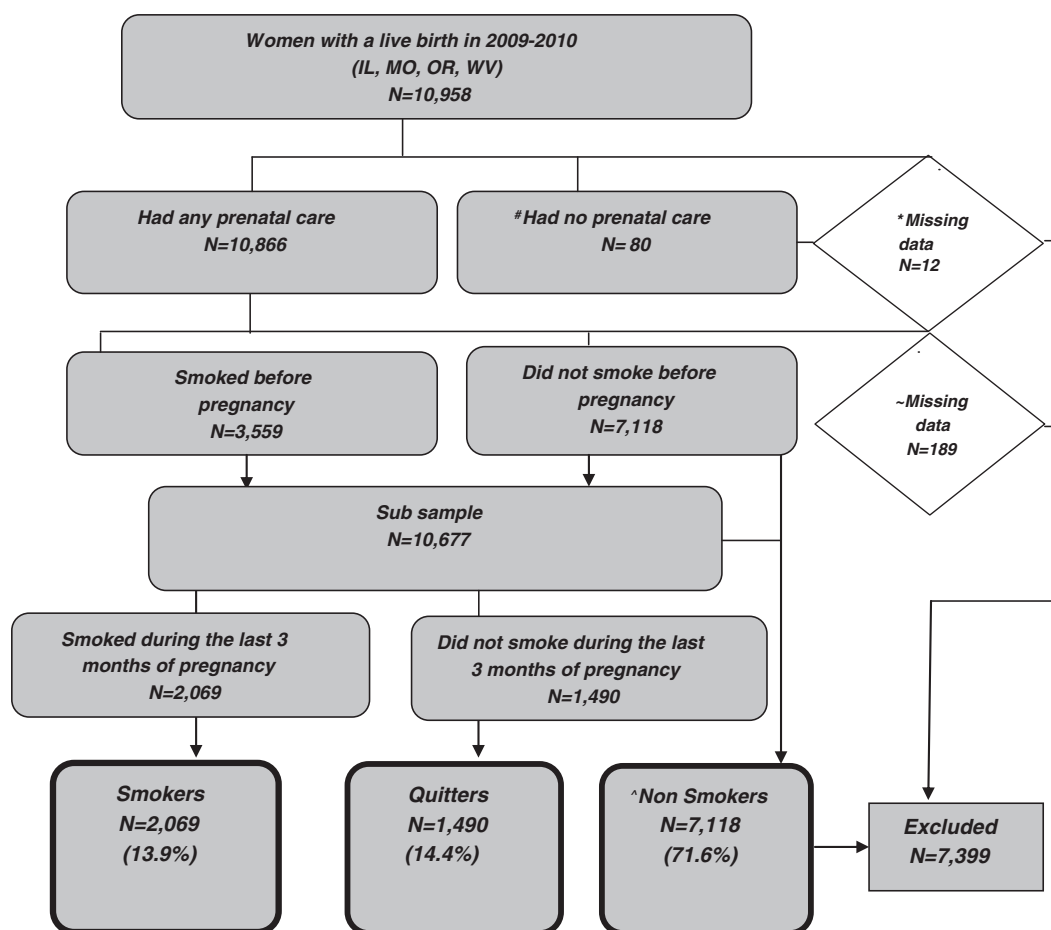 Women with a live birth in 2009-2010
(IL, MO, OR, WV)
N=10,958
Had any prenatal care
N=10,866
#Had no prenatal care
N= 80
*Missing
data
N=12
Smoked before
pregnancy
N=3,559
Did not smoke before
pregnancy
N=7,118
~Missing
data
N=189
Sub sample
N=10,677
Smoked during the last 3
months of pregnancy
N=2,069
Did not smoke during the last
3 months of pregnancy
N=1,490
Smokers
N=2,069
(13.9%)
Quitters
N=1,490
(14.4%)
^Non Smokers
N=7,118
(71.6%)
Excluded
N=7,399